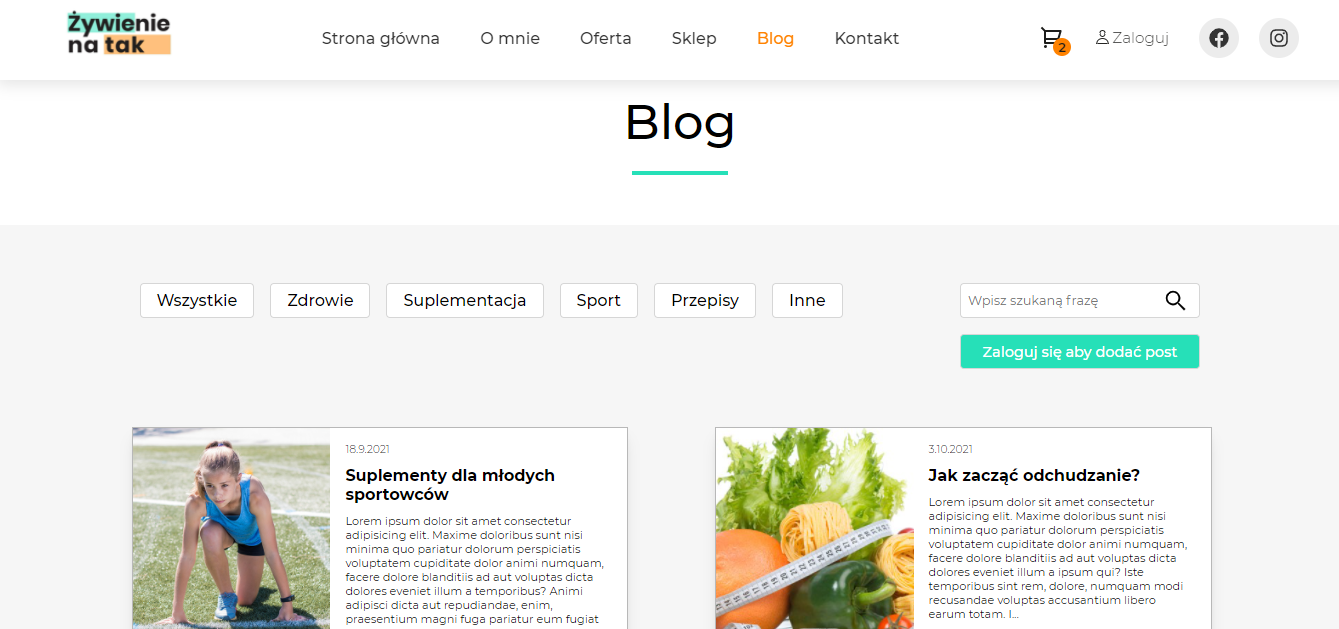 Żywienie
na tak
Strona główna
O mnie
Oferta
Sklep
Blog
Kontakt
2
Zaloguj
Blog
Wszystkie
Zdrowie
Suplementacja
Sport
Przepisy
Inne
Wpisz szukaną frazę
Zaloguj się aby dodać post
18.9.2021
Suplementy dla młodych
sportowców
Lorem ipsum dolor sit amet consectetur
adipisicing elit. Maxime doloribus sunt nisi
minima quo pariatur dolorum perspiciatis
voluptatem cupiditate dolor animi numquam,
facere dolore blanditiis ad aut voluptas dicta
dolores eveniet illum a temporibus? Animi
adipisci dicta aut repudiandae, enim,
praesentium magni fuga pariatur eum fugiat
3.10.2021
Jak zacząć odchudzanie?
Lorem ipsum dolor sit amet consectetur
adipisicing elit. Maxime doloribus sunt nisi
minima quo pariatur dolorum perspiciatis
voluptatem cupiditate dolor animi numquam,
facere dolore blanditiis ad aut voluptas dicta
dolores eveniet illum a ipsum qui? Iste
temporibus sint rem, dolore, numquam modi
recusandae voluptas accusantium libero
earum totam. I...